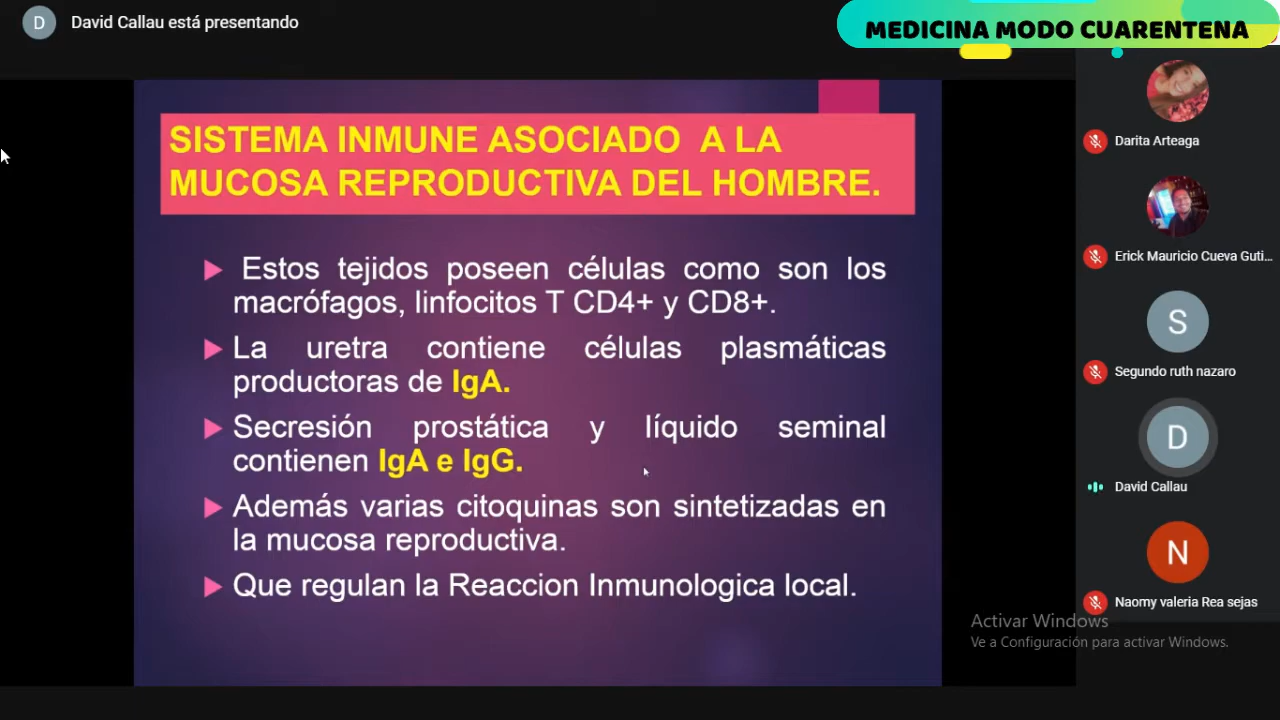 D
David Callau está presentando
MEDICINA MODO CUARENTENA
SISTEMA INMUNE ASOCIADO A LA
MUCOSA REPRODUCTIVA DEL HOMBRE.
Estos tejidos poseen células como son los
macrófagos, linfocitos T CD4+ y CD8+.
La uretra contiene células plasmáticas
productoras de IgA.
Secresión prostática y líquido seminal
contienen IgA e IgG.
Además varias citoquinas son sintetizadas en
la mucosa reproductiva.
Que regulan la Reaccion Inmunologica local.
Darita Arteaga
Erick Mauricio Cueva Guti...
S
Segundo ruth nazaro
D
David Callau
N
Naomy valeria Rea sejas
Activar Windows
Ve a Configuración para activar Windows.